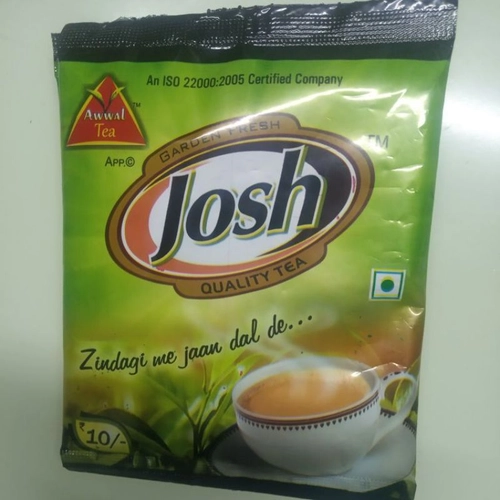 An ISO 22000:2005 Certified Company
Awwal
Tea
TM
APP.©
GARDEN FRESH
TM
Josh
QUALITY TEA
Zindagi me jaan dal de...
₹10/-